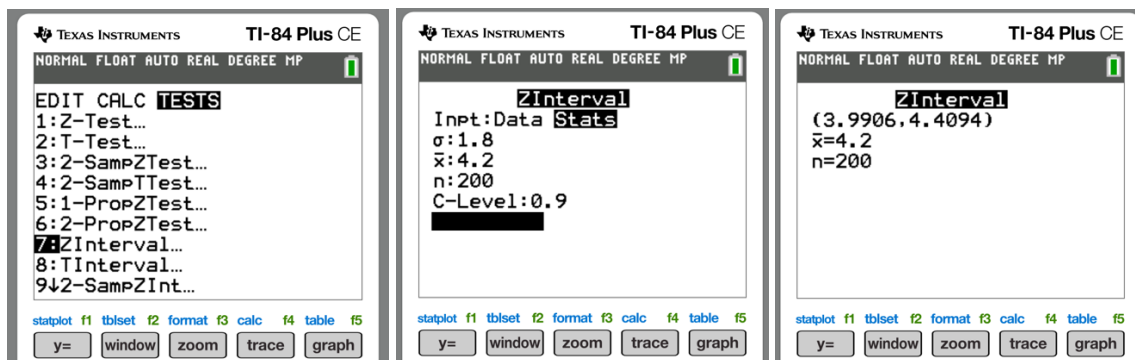 TEXAS INSTRUMENTS TI-84 Plus CE
NORMAL FLOAT AUTO REAL DEGREE MP
EDIT CALC TESTS
1:Z-Test…
2:T-Test…
3:2-SampZTest…
4:2-SampTTest…
5:1-PropZTest…
6:2-PropZTest…
7:ZInterval…
8:TInterval…
9↓2-SampZInt…
statplot f1 tblset f2 format f3 calc f4 table f5
y= window zoom trace graph
TEXAS INSTRUMENTS TI-84 Plus CE
NORMAL FLOAT AUTO REAL DEGREE MP
ZInterval
Inpt:Data Stats
σ:1.8
x̄:4.2
n:200
C-Level:0.9
statplot f1 tblset f2 format f3 calc f4 table f5
y= window zoom trace graph
TEXAS INSTRUMENTS TI-84 Plus CE
NORMAL FLOAT AUTO REAL DEGREE MP
ZInterval
(3.9906,4.4094)
x̄=4.2
n=200
statplot f1 tblset f2 format f3 calc f4 table f5
y= window zoom trace graph